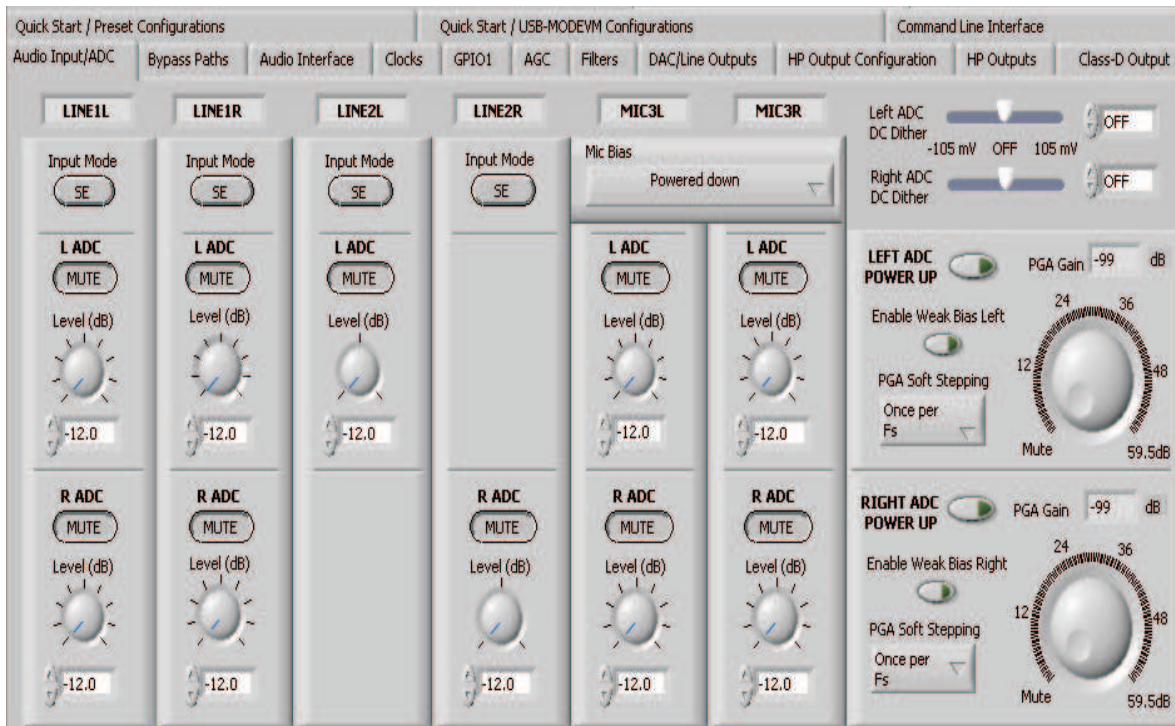 Quick Start / Preset Configurations
Quick Start / USB-MODEVM Configurations
Command Line Interface
Audio Input/ADC
Bypass Paths
Audio Interface
Clocks
GPIO1
AGC
Filters
DAC/Line Outputs
HP Output Configuration
HP Outputs
Class-D Output
LINE1L
LINE1R
LINE2L
LINE2R
MIC3L
MIC3R
Input Mode
SE
Input Mode
SE
Input Mode
SE
Input Mode
SE
Mic Bias
Powered down
Left ADC
DC Dither
-105 mV OFF 105 mV
OFF
Right ADC
DC Dither
OFF
L ADC
MUTE
Level (dB)
-12.0
L ADC
MUTE
Level (dB)
-12.0
L ADC
MUTE
Level (dB)
-12.0
L ADC
MUTE
Level (dB)
-12.0
L ADC
MUTE
Level (dB)
-12.0
LEFT ADC
POWER UP
PGA Gain -99 dB
Enable Weak Bias Left
PGA Soft Stepping
Once per
Fs
24
36
12
48
Mute
59.5dB
R ADC
MUTE
Level (dB)
-12.0
R ADC
MUTE
Level (dB)
-12.0
R ADC
MUTE
Level (dB)
-12.0
R ADC
MUTE
Level (dB)
-12.0
R ADC
MUTE
Level (dB)
-12.0
RIGHT ADC
POWER UP
PGA Gain -99 dB
Enable Weak Bias Right
PGA Soft Stepping
Once per
Fs
24
36
12
48
Mute
59.5dB